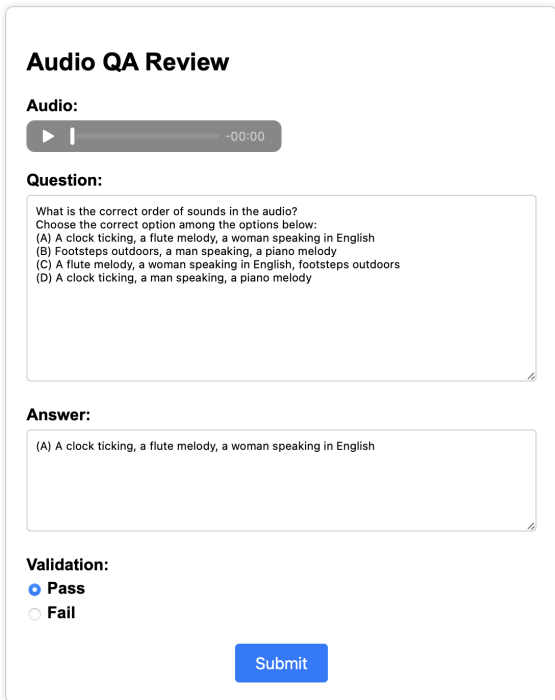 Audio QA Review
Audio:
-00:00
Question:
What is the correct order of sounds in the audio?
Choose the correct option among the options below:
(A) A clock ticking, a flute melody, a woman speaking in English
(B) Footsteps outdoors, a man speaking, a piano melody
(C) A flute melody, a woman speaking in English, footsteps outdoors
(D) A clock ticking, a man speaking, a piano melody
Answer:
(A) A clock ticking, a flute melody, a woman speaking in English
Validation:
Pass
Fail
Submit